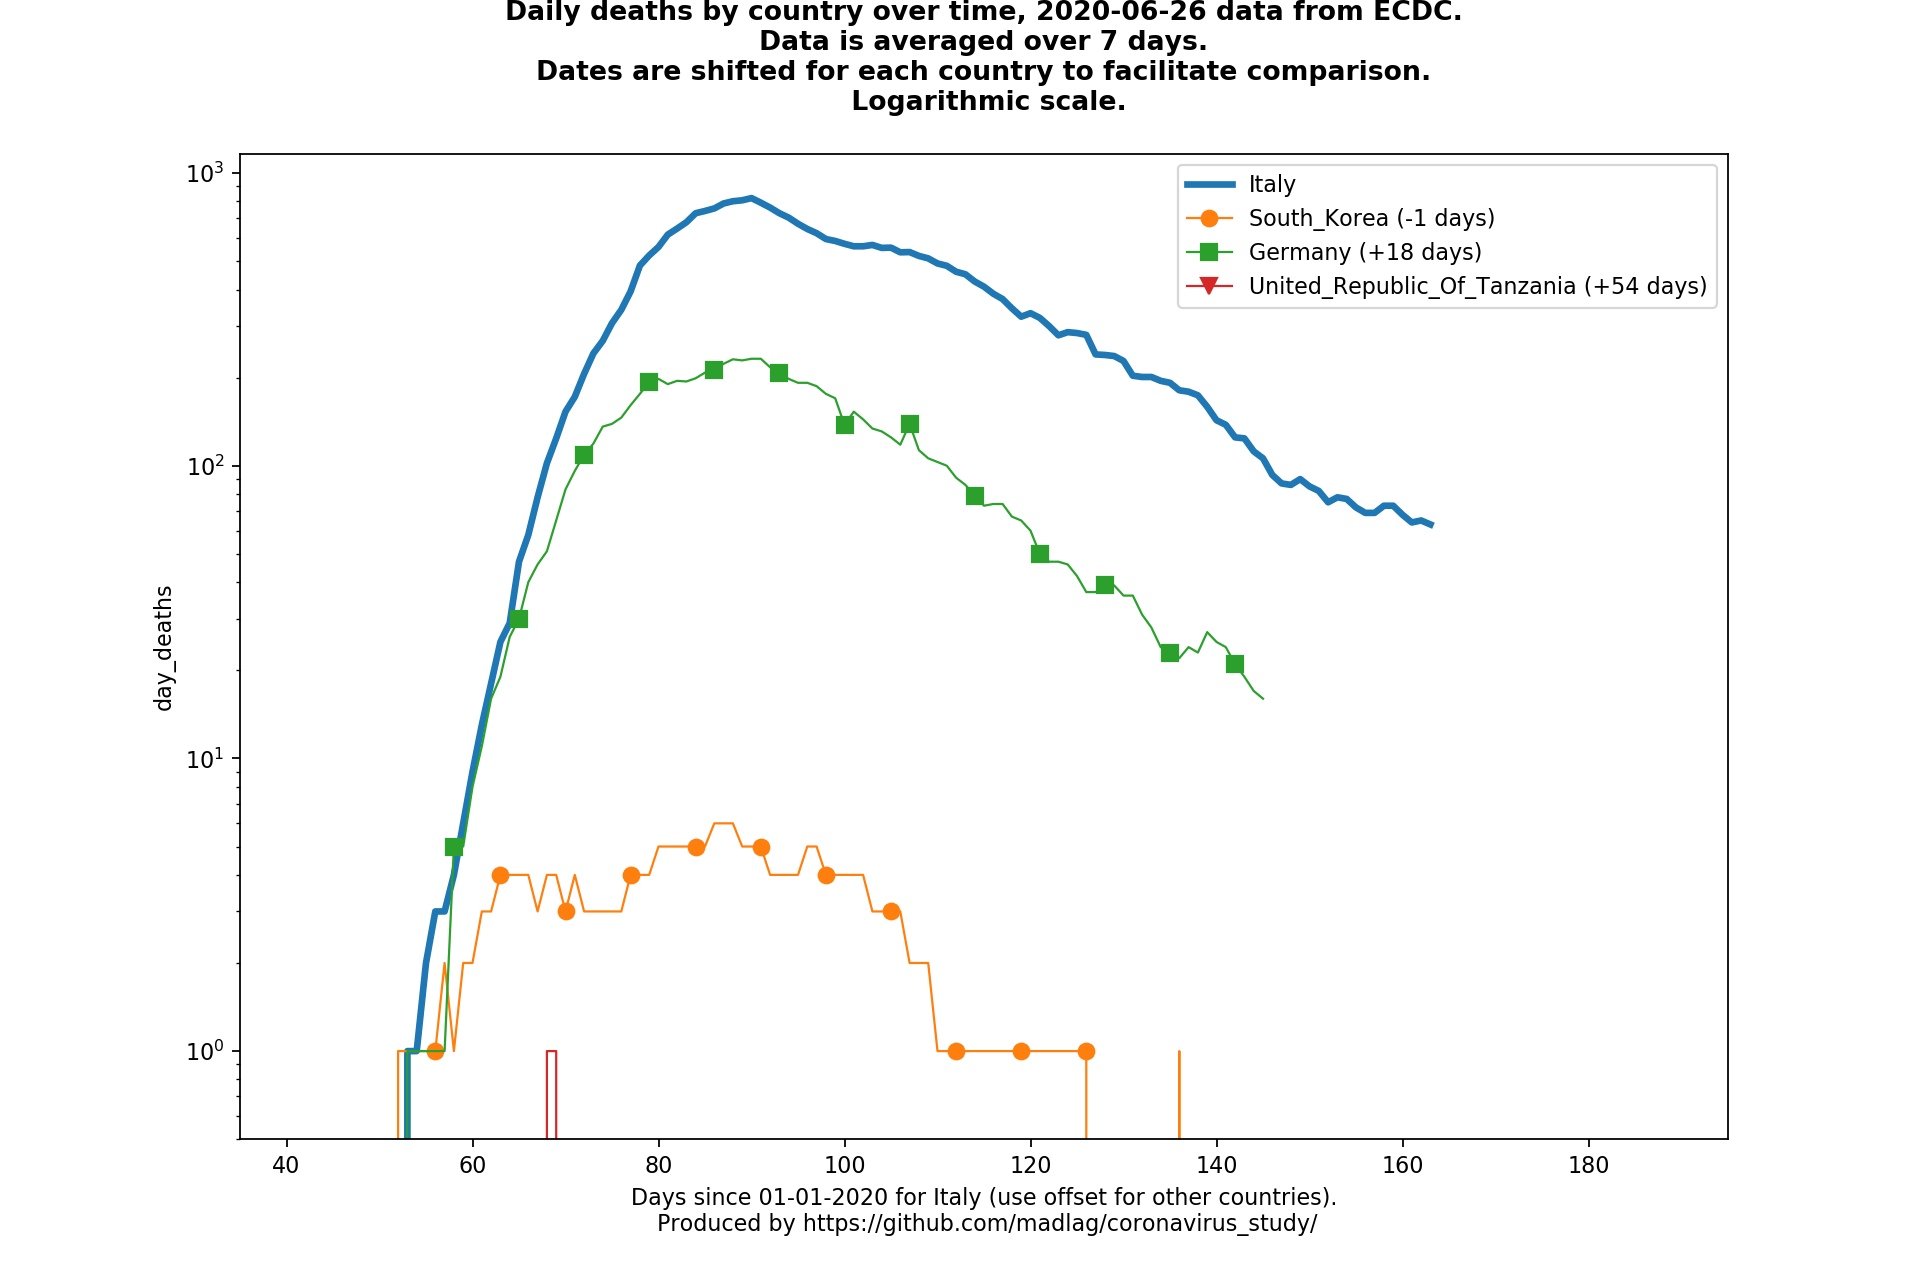 Daily deaths by country over time, 2020-06-26 data from ECDC.
Data is averaged over 7 days.
Dates are shifted for each country to facilitate comparison.
Logarithmic scale.
10³
10²
10¹
10⁰
day_deaths
Italy
South_Korea (-1 days)
Germany (+18 days)
United_Republic_Of_Tanzania (+54 days)
40 60 80 100 120 140 160 180
Days since 01-01-2020 for Italy (use offset for other countries).
Produced by https://github.com/madlag/coronavirus_study/